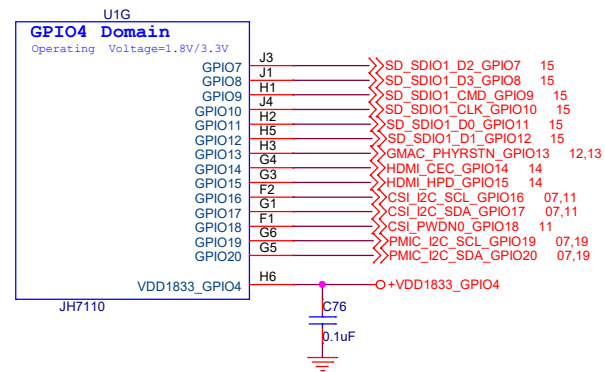 U1G
GPIO4 Domain
Operating Voltage=1.8V/3.3V
GPIO7 J3 SD_SDIO1_D2_GPIO7 15
GPIO8 J1 SD_SDIO1_D3_GPIO8 15
GPIO9 H1 SD_SDIO1_CMD_GPIO9 15
GPIO10 J4 SD_SDIO1_CLK_GPIO10 15
GPIO11 H2 SD_SDIO1_D0_GPIO11 15
GPIO12 H5 SD_SDIO1_D1_GPIO12 15
GPIO13 H3 GMAC_PHYRSTN_GPIO13 12,13
GPIO14 G4 HDMI_CEC_GPIO14 14
GPIO15 G3 HDMI_HPD_GPIO15 14
GPIO16 F2 CSI_I2C_SCL_GPIO16 07,11
GPIO17 G1 CSI_I2C_SDA_GPIO17 07,11
GPIO18 F1 CSI_PWDN0_GPIO18 11
GPIO19 G6 PMIC_I2C_SCL_GPIO19 07,19
GPIO20 G5 PMIC_I2C_SDA_GPIO20 07,19
VDD1833_GPIO4 H6 +VDD1833_GPIO4
JH7110
C76
0.1uF